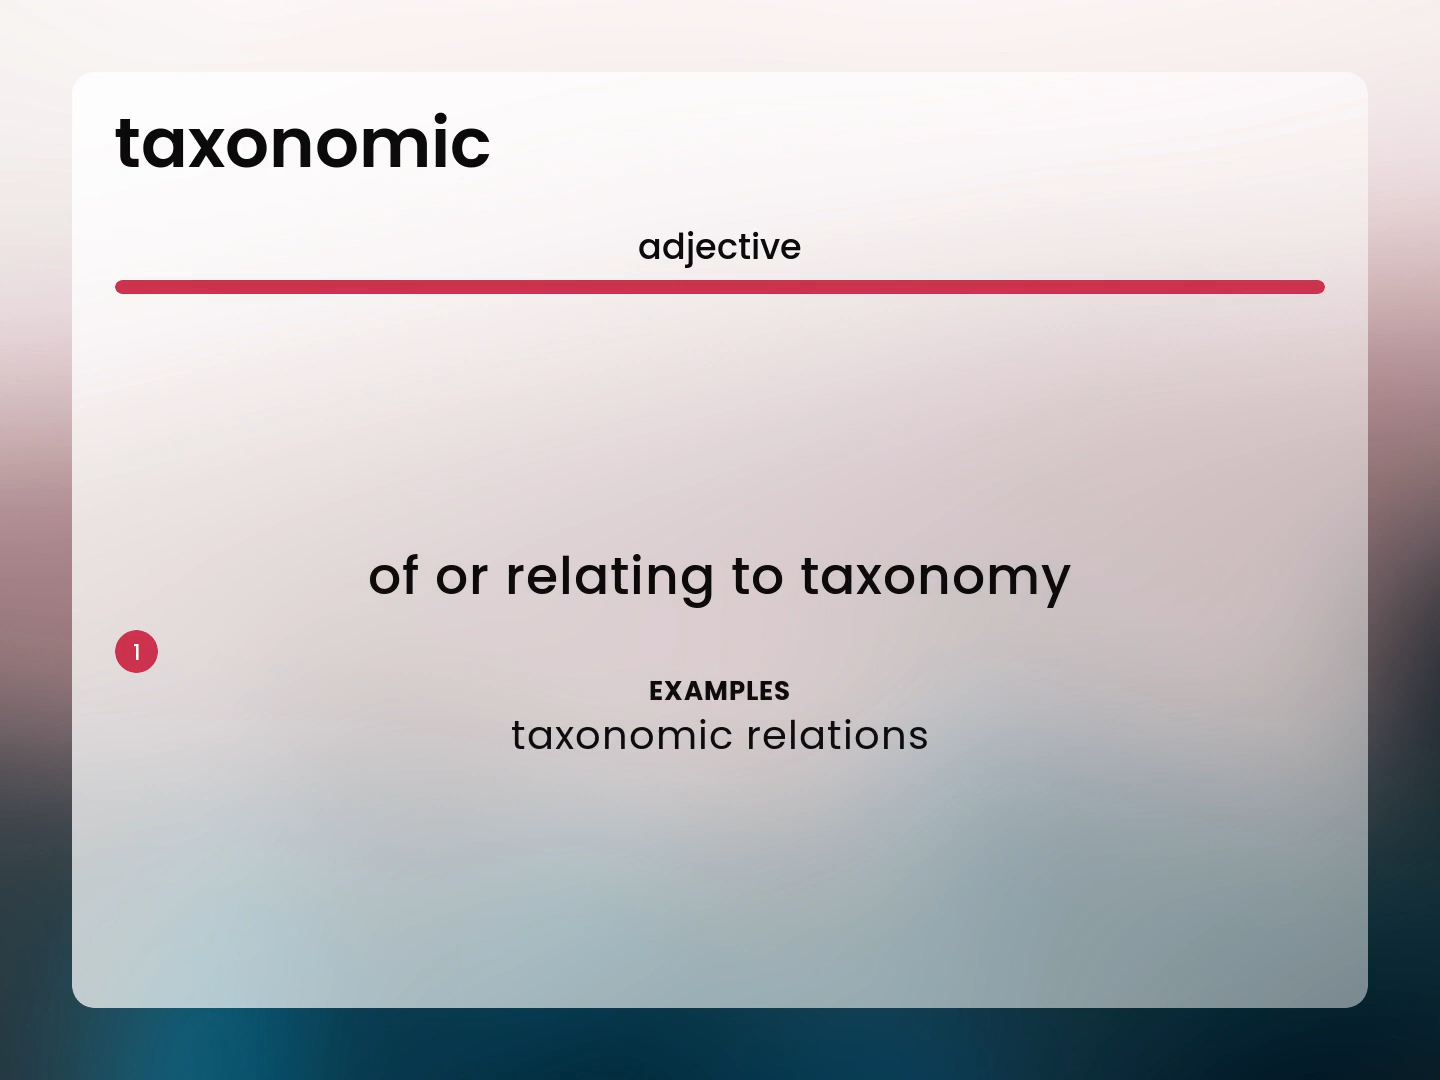 taxonomic
adjective
of or relating to taxonomy
1
EXAMPLES
taxonomic relations